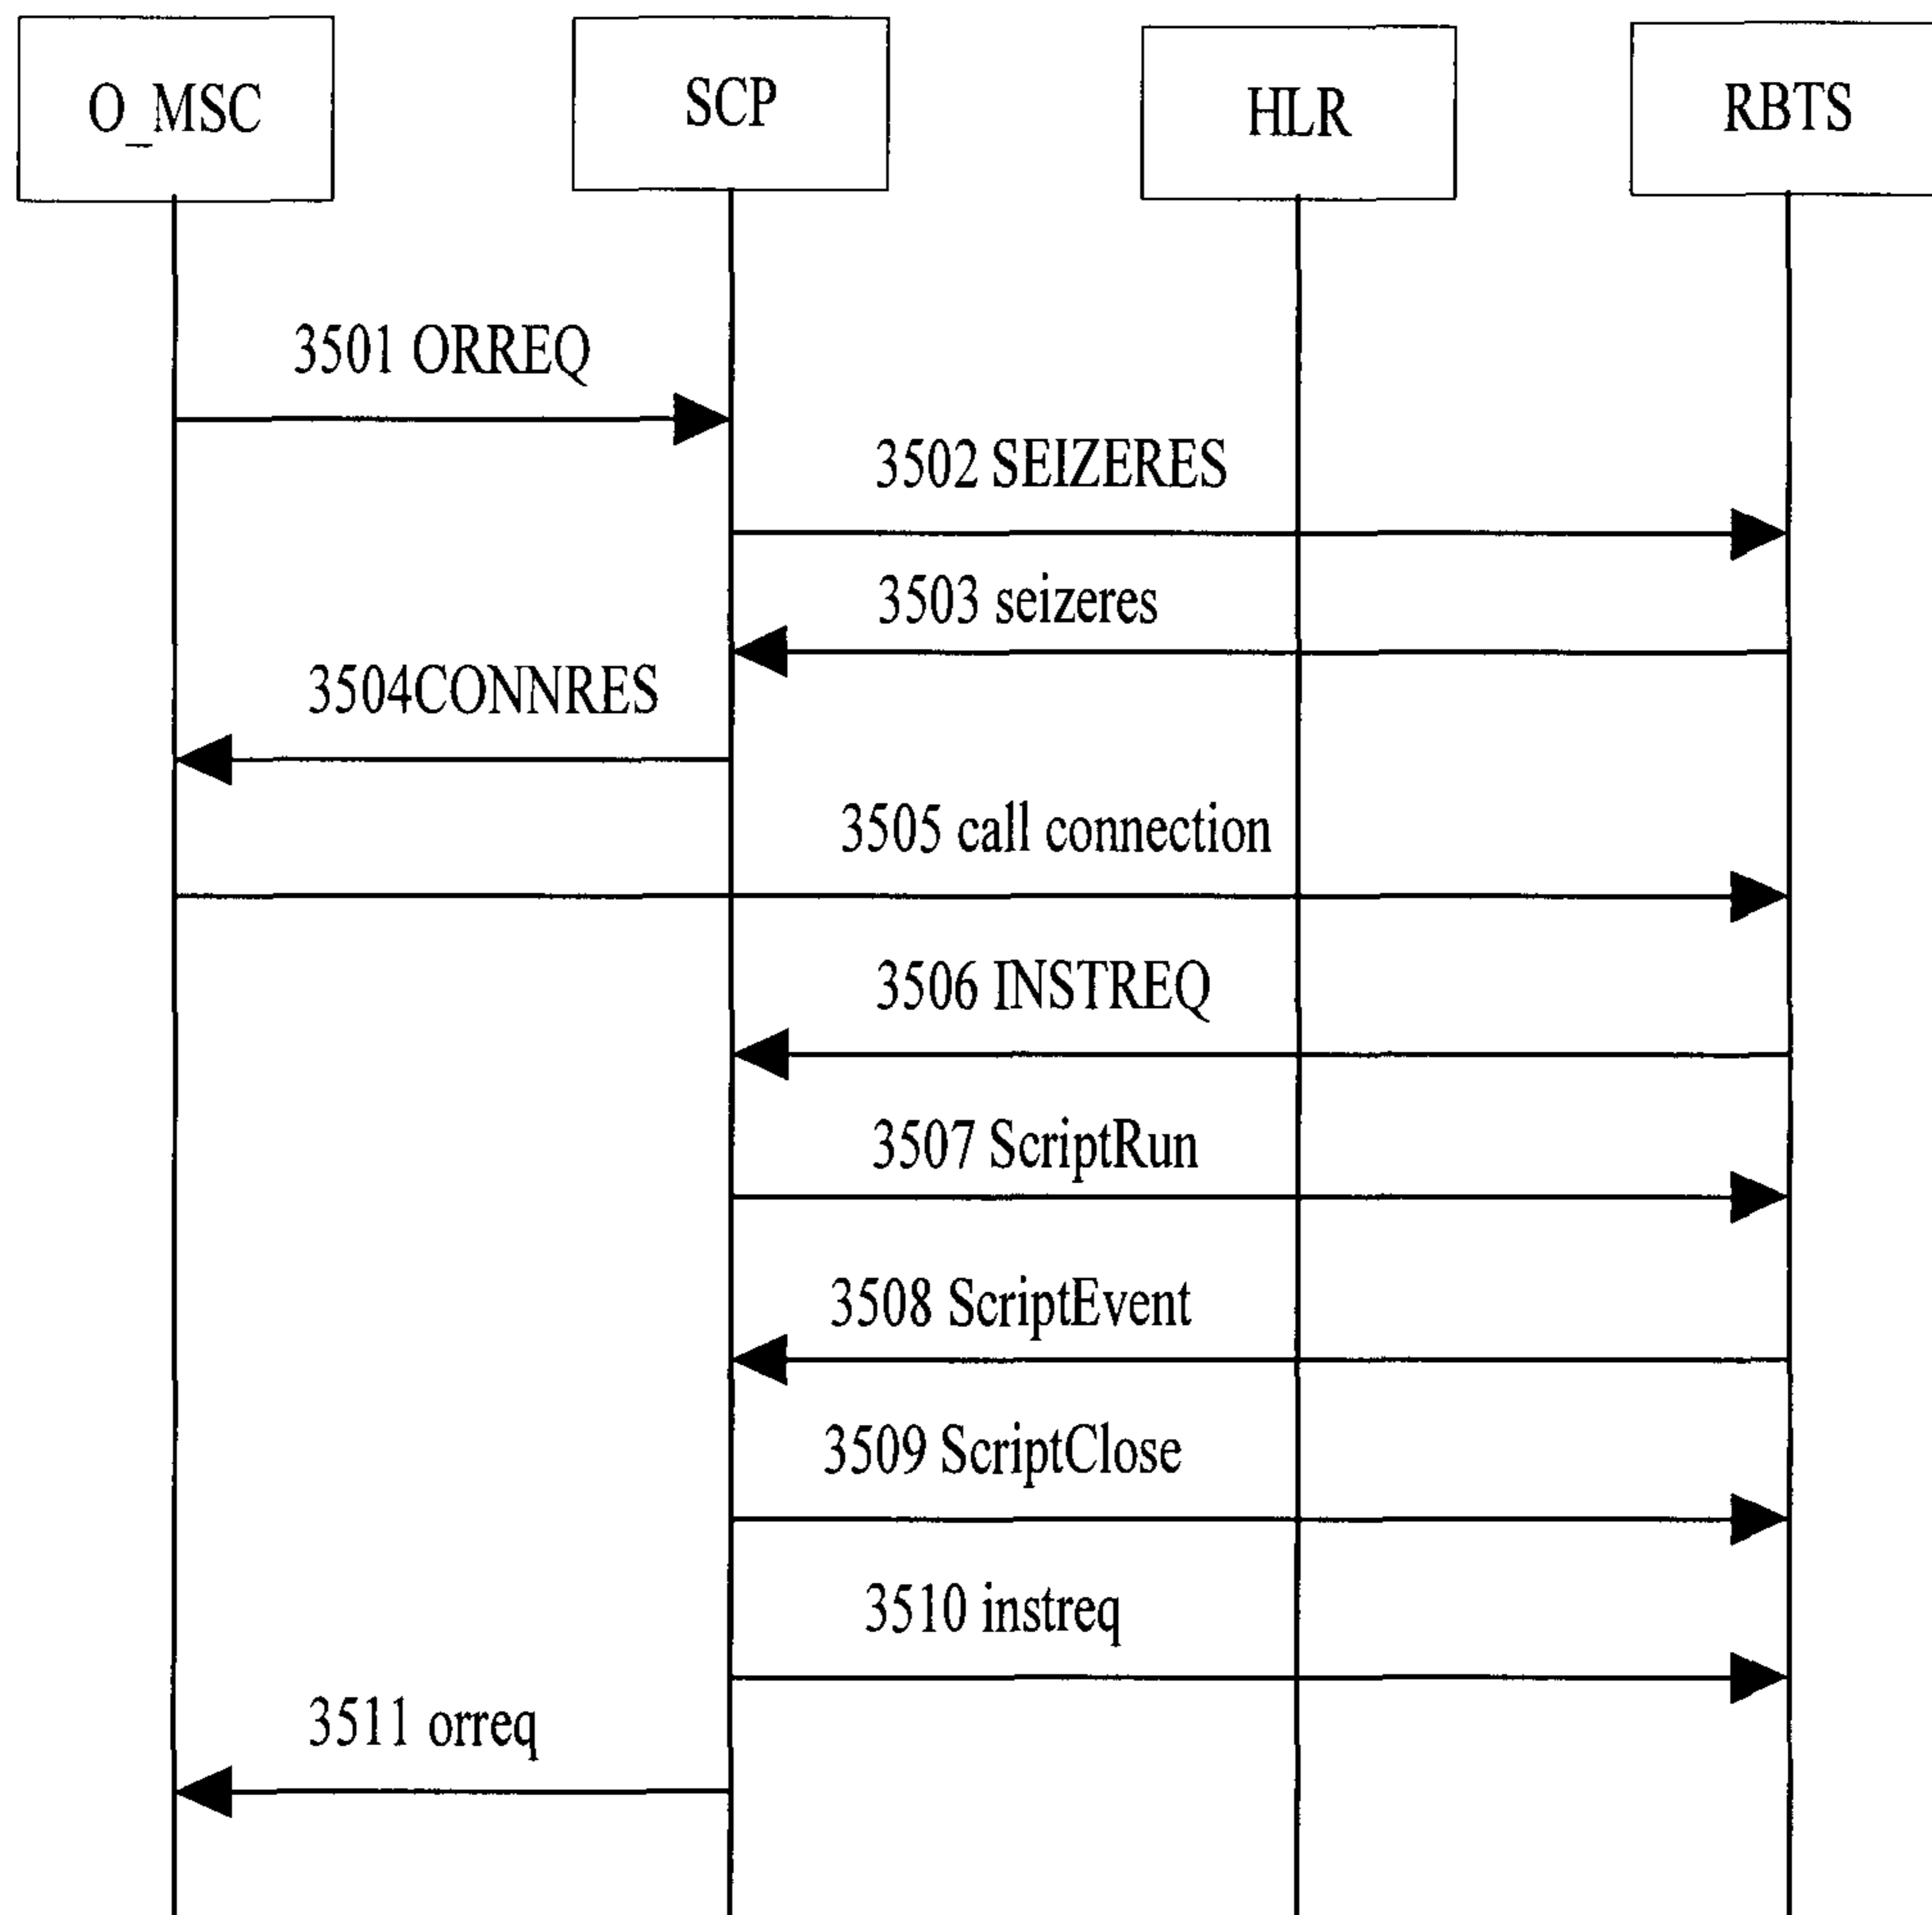 O_MSC
SCP
HLR
RBTS
3501 ORREQ
3502 SEIZERES
3503 seizeres
3504CONNRES
3505 call connection
3506 INSTREQ
3507 ScriptRun
3508 ScriptEvent
3509 ScriptClose
3510 instreq
3511 orreq